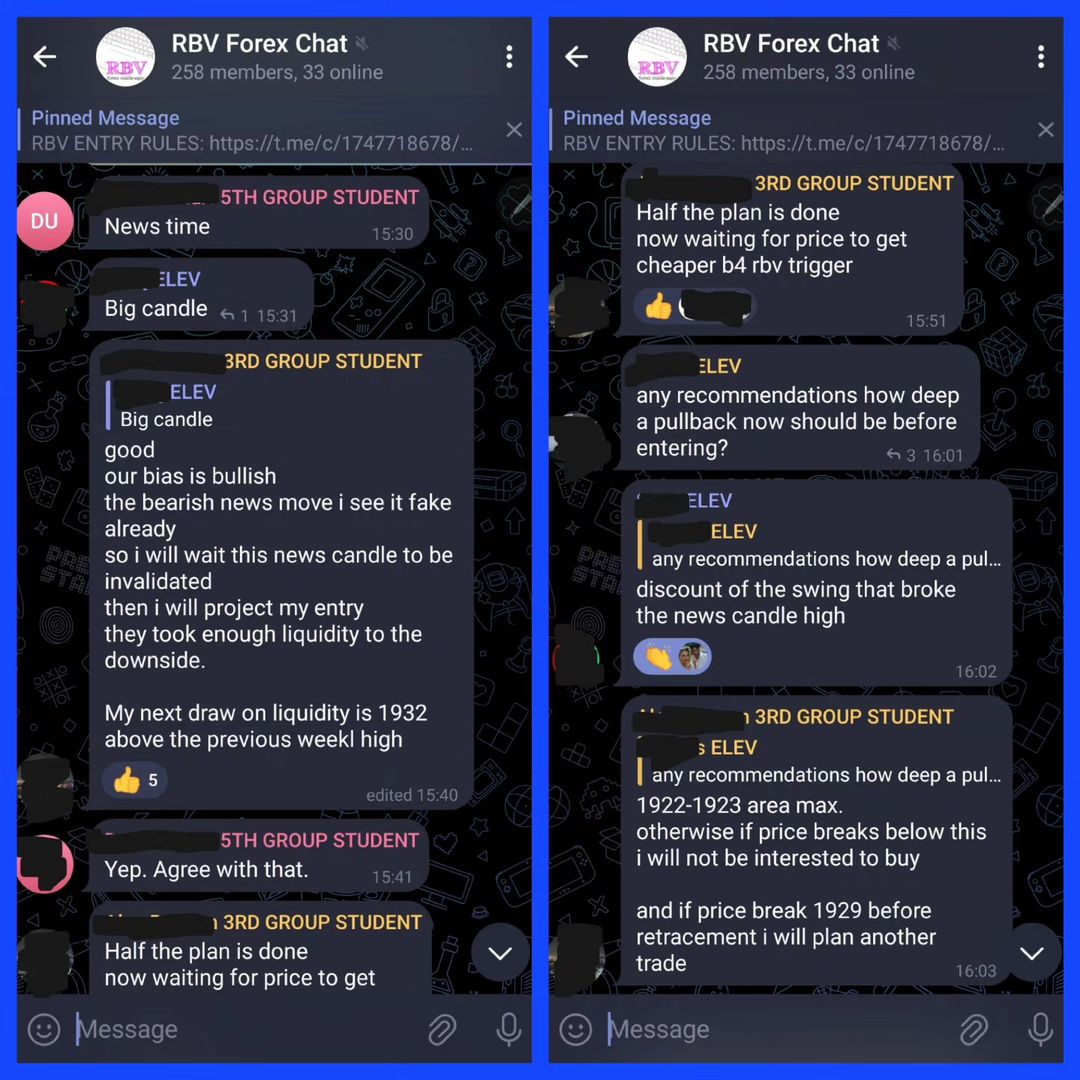 RBV Forex Chat
258 members, 33 online
RBV
Pinned Message
RBV ENTRY RULES: https://t.me/c/1747718678/...
DU
5TH GROUP STUDENT
News time
15:30
ELEV
Big candle
1 15:31
3RD GROUP STUDENT
ELEV
Big candle
good
our bias is bullish
the bearish news move i see it fake
already
so i will wait this news candle to be
invalidated
then i will project my entry
they took enough liquidity to the
downside.
My next draw on liquidity is 1932
above the previous weekl high
5
edited 15:40
5TH GROUP STUDENT
Yep. Agree with that.
15:41
3RD GROUP STUDENT
Half the plan is done
now waiting for price to get
Message
RBV Forex Chat
258 members, 33 online
RBV
Pinned Message
RBV ENTRY RULES: https://t.me/c/1747718678/...
3RD GROUP STUDENT
Half the plan is done
now waiting for price to get
cheaper b4 rbv trigger
15:51
ELEV
any recommendations how deep
a pullback now should be before
entering?
3 16:01
ELEV
ELEV
any recommendations how deep a pul...
discount of the swing that broke
the news candle high
16:02
3RD GROUP STUDENT
s ELEV
any recommendations how deep a pul...
1922-1923 area max.
otherwise if price breaks below this
i will not be interested to buy
and if price break 1929 before
retracement i will plan another
trade
16:03
Message